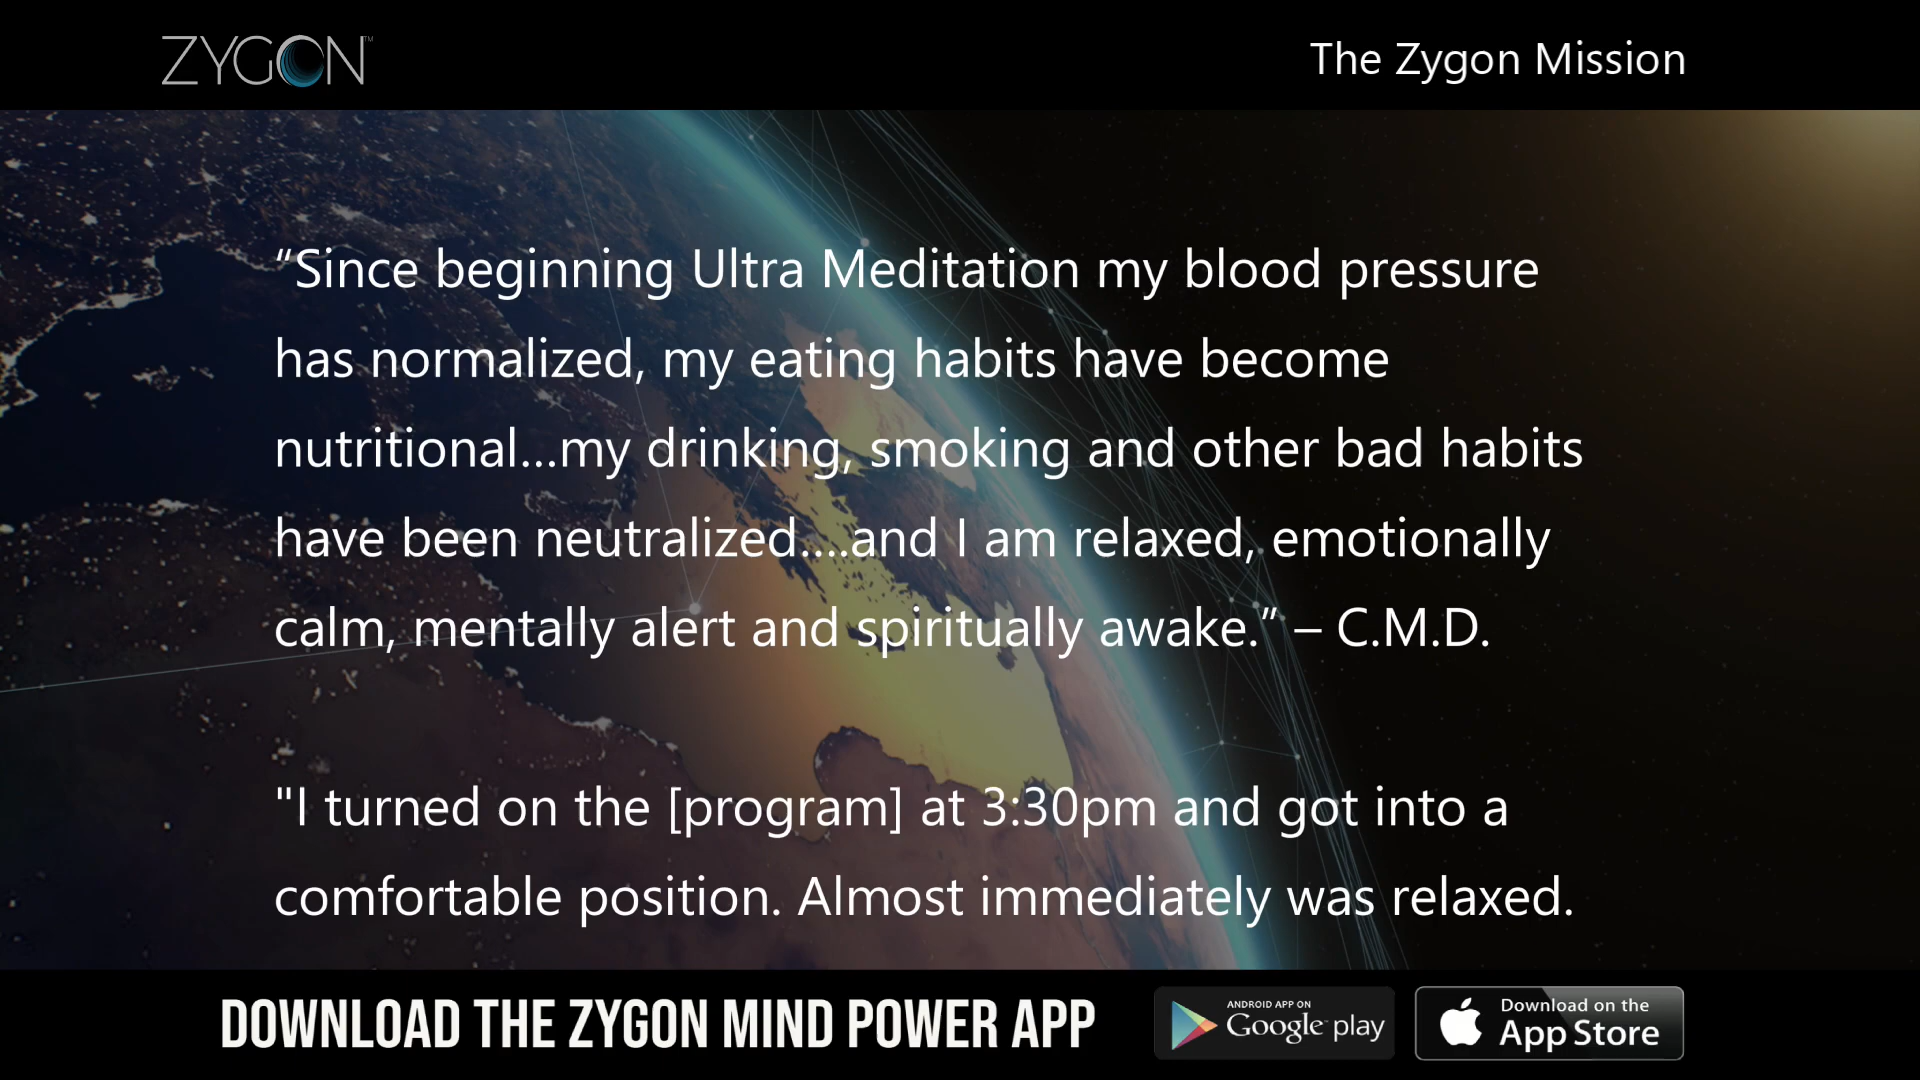 ZYGON™
The Zygon Mission
“Since beginning Ultra Meditation my blood pressure
has normalized, my eating habits have become
nutritional...my drinking, smoking and other bad habits
have been neutralized....and I am relaxed, emotionally
calm, mentally alert and spiritually awake.” – C.M.D.
"I turned on the [program] at 3:30pm and got into a
comfortable position. Almost immediately was relaxed.
DOWNLOAD THE ZYGON MIND POWER APP
ANDROID APP ON
Google play
Download on the
App Store